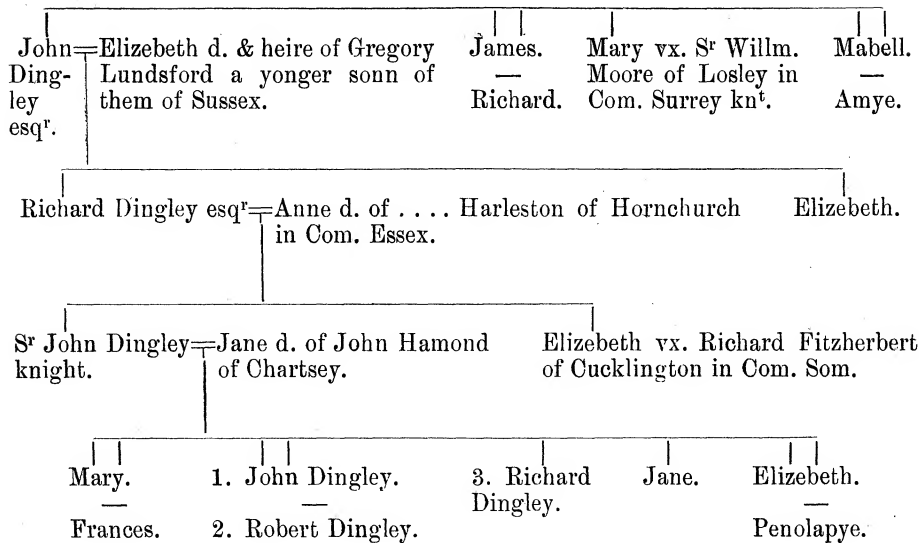 John═Elizebeth d. & heire of Gregory
Ding-
ley
esqʳ.
Lundsford a yonger sonn of
them of Sussex.
James.
—
Richard.
Mary vx. Sʳ Willm.
Moore of Losley in
Com. Surrey knᵗ.
Mabell.
—
Amye.
Richard Dingley esqʳ═Anne d. of . . . . Harleston of Hornchurch
in Com. Essex.
Elizebeth.
Sʳ John Dingley═Jane d. of John Hamond
knight.
of Chartsey.
Elizebeth vx. Richard Fitzherbert
of Cucklington in Com. Som.
Mary.
—
Frances.
1. John Dingley.
—
2. Robert Dingley.
3. Richard
Dingley.
Jane.
Elizebeth.
—
Penolapye.